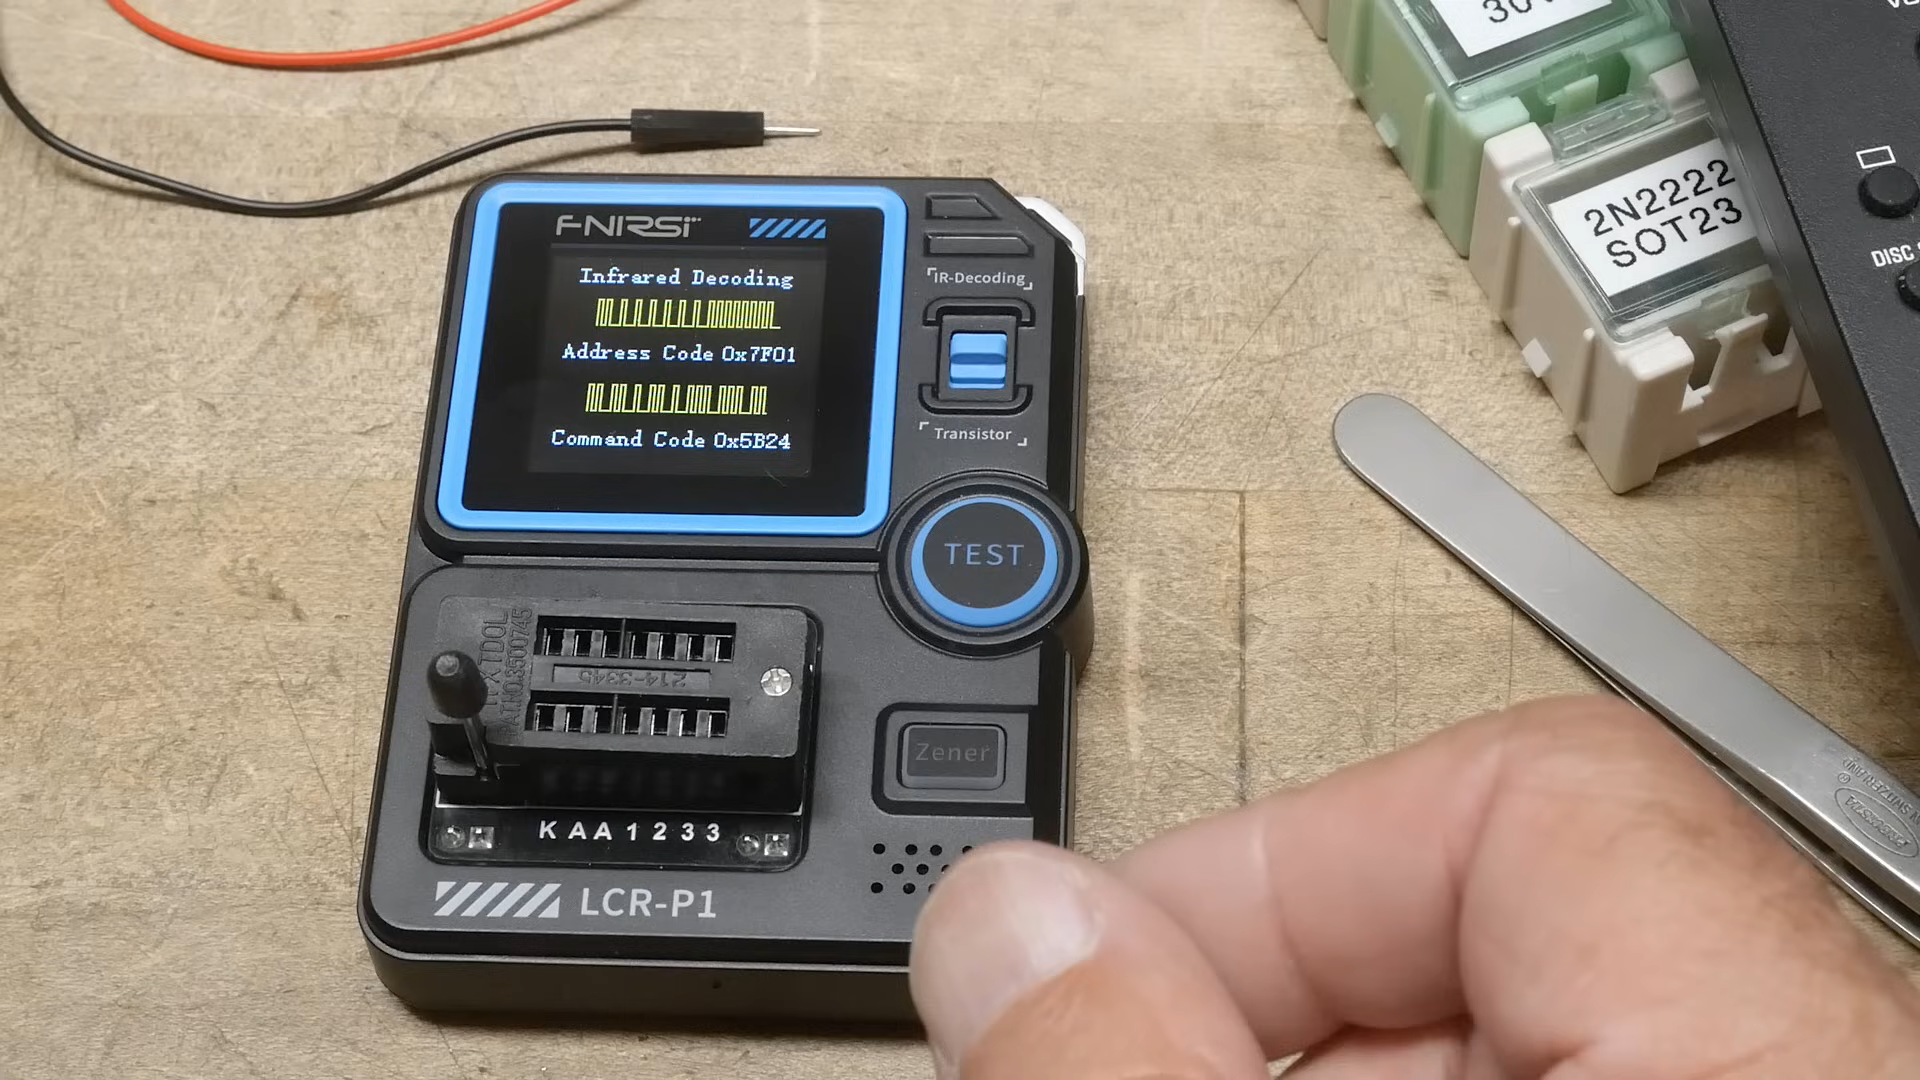 FNIRSI
Infrared Decoding
Address Code 0x7F01
Command Code 0x5B24
IR-Decoding
Transistor
TEST
214-3345
Zener
K A A 1 2 3 3
LCR-P1
2N2222
SOT23
DISC
SWITZERLAND